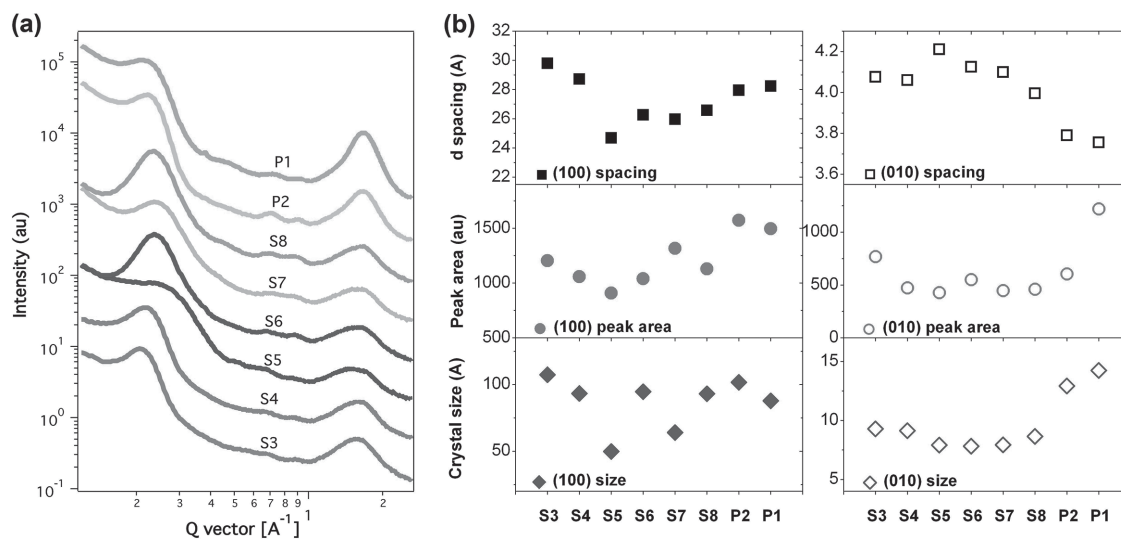 (a)
Intensity (au)
10^5
10^4
10^3
10^2
10^1
10^0
10^-1
P1
P2
S8
S7
S6
S5
S4
S3
2 3 4 5 6 7 8 9 1 2
Q vector [A^-1]
(b)
d spacing (A)
32
30
28
26
24
22
(100) spacing
4.2
4.0
3.8
3.6
(010) spacing
Peak area (au)
1500
1000
500
(100) peak area
1000
500
0
(010) peak area
Crystal size (A)
100
50
(100) size
15
10
5
(010) size
S3 S4 S5 S6 S7 S8 P2 P1
S3 S4 S5 S6 S7 S8 P2 P1